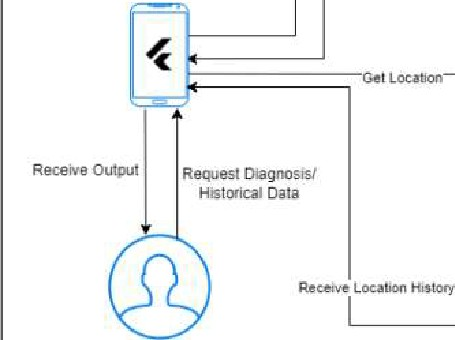 Get Location
Receive Output
Request Diagnosis/
Historical Data
Receive Location History